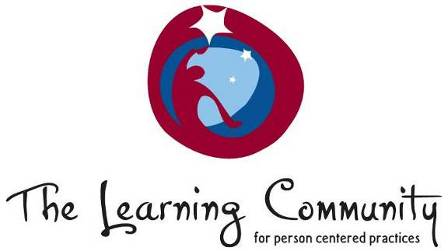 The Learning Community
for person centered practices